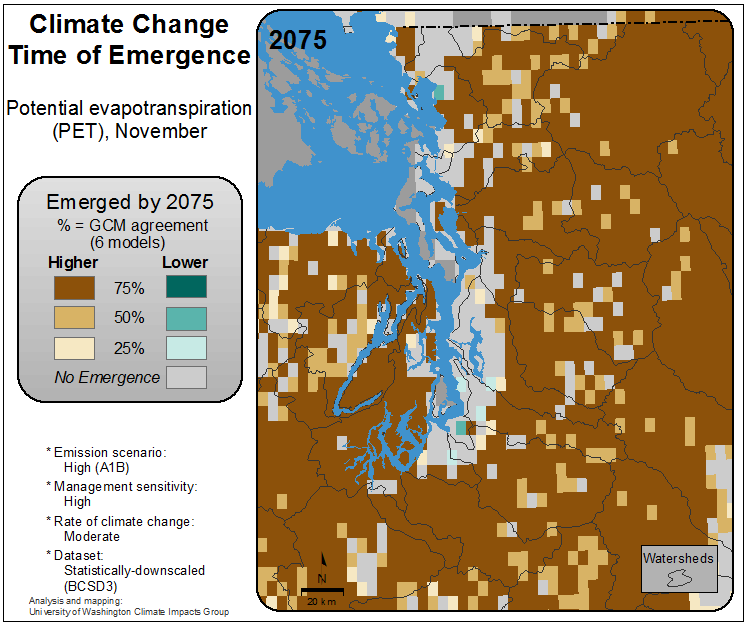 Climate Change
Time of Emergence
Potential evapotranspiration
(PET), November
Emerged by 2075
% = GCM agreement
(6 models)
Higher Lower
75%
50%
25%
No Emergence
* Emission scenario:
High (A1B)
* Management sensitivity:
High
* Rate of climate change:
Moderate
* Dataset:
Statistically-downscaled
(BCSD3)
Analysis and mapping:
University of Washington Climate Impacts Group
2075
N
20 km
Watersheds